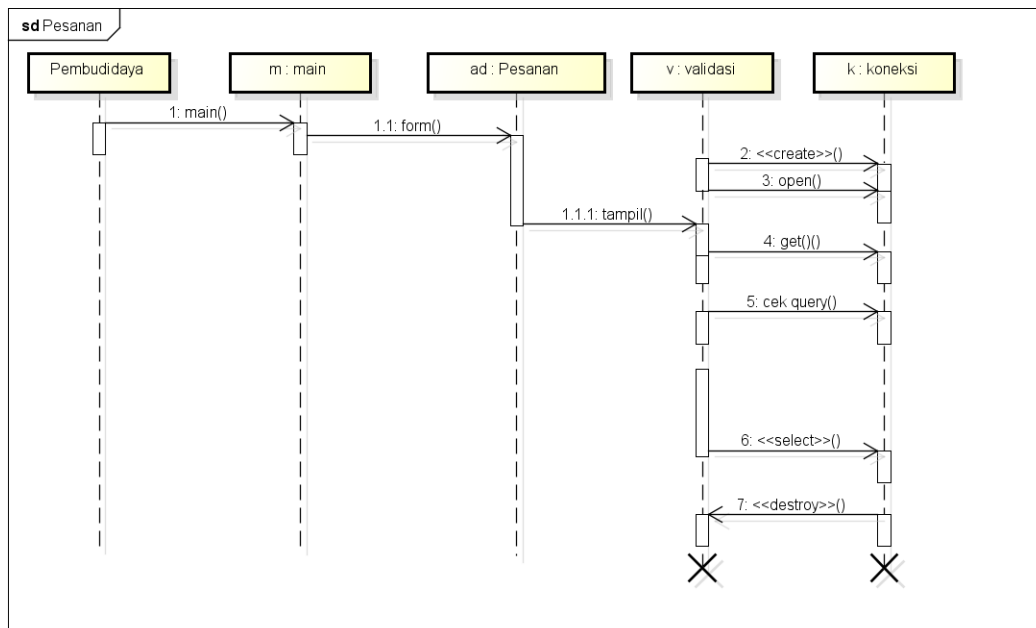 sd Pesanan
Pembudidaya
m : main
ad : Pesanan
v : validasi
k : koneksi
1: main()
1.1: form()
2: <<create>>()
3: open()
1.1.1: tampil()
4: get()()
5: cek query()
6: <<select>>()
7: <<destroy>>()